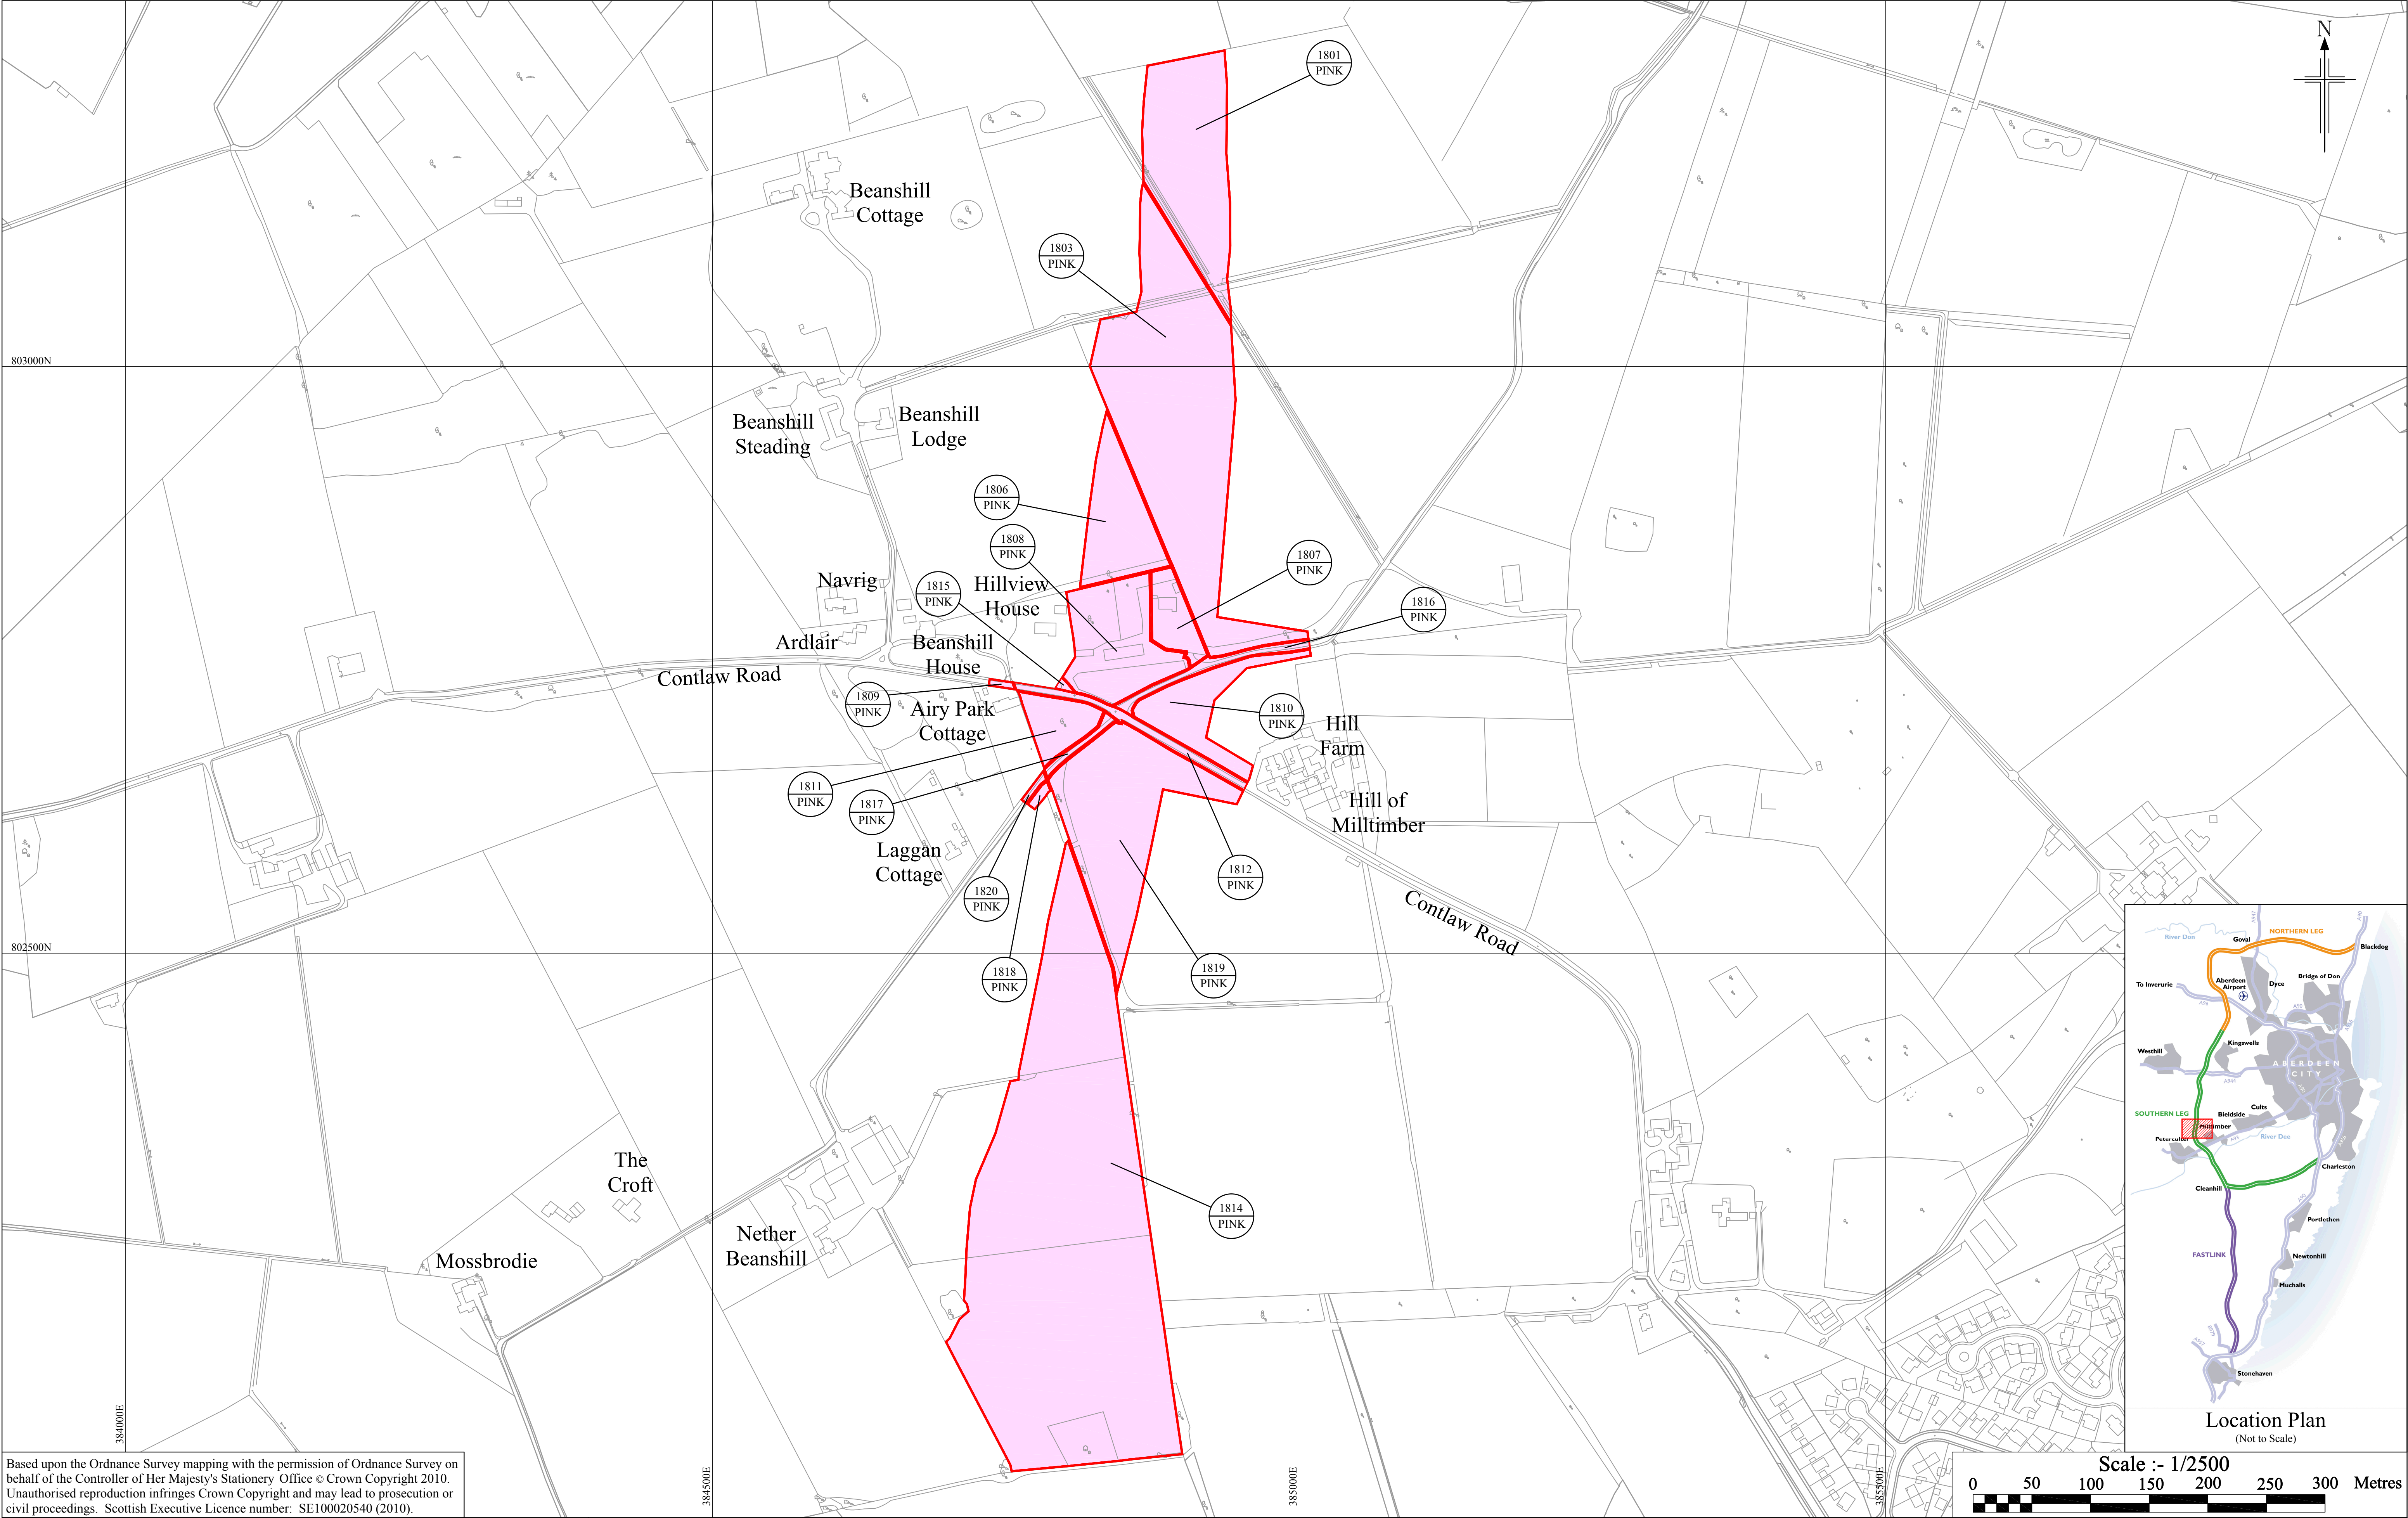 N
1801
PINK
Beanshill
Cottage
1803
PINK
803000N
Beanshill
Steading
Beanshill
Lodge
1806
PINK
1808
PINK
1807
PINK
Navrig
1815
PINK
Hillview
House
1816
PINK
Ardlair
Beanshill
House
Contlaw Road
1809
PINK
Airy Park
Cottage
1810
PINK
Hill
Farm
1811
PINK
1817
PINK
Hill of
Milltimber
Laggan
Cottage
1820
PINK
1812
PINK
Contlaw Road
802500N
1818
PINK
1819
PINK
The
Croft
1814
PINK
Nether
Beanshill
Mossbrodie
384000E
384500E
385000E
385500E
River Don
Goval
NORTHERN LEG
A947
A90
Blackdog
To Inverurie
Aberdeen
Airport
Dyce
Bridge of Don
A96
Westhill
Kingswells
A944
ABERDEEN
CITY
SOUTHERN LEG
Bieldside
Cults
Milltimber
Peterculter
A93
River Dee
Charleston
Cleanhill
A90
Portlethen
FASTLINK
Newtonhill
Muchalls
A957
Stonehaven
Location Plan
(Not to Scale)
Scale :- 1/2500
0 50 100 150 200 250 300 Metres
Based upon the Ordnance Survey mapping with the permission of Ordnance Survey on
behalf of the Controller of Her Majesty's Stationery Office © Crown Copyright 2010.
Unauthorised reproduction infringes Crown Copyright and may lead to prosecution or
civil proceedings. Scottish Executive Licence number: SE100020540 (2010).